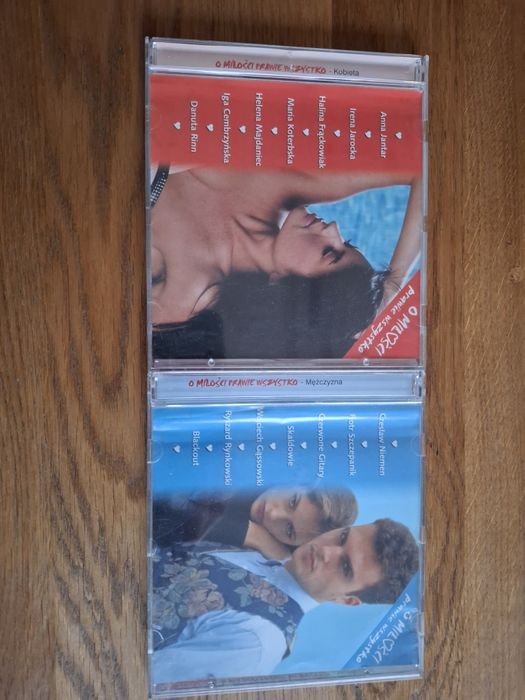 O MIŁOŚCI PRAWIE WSZYSTKO - Kobieta
Anna Jantar
Irena Jarocka
Halina Frąckowiak
Maria Koterbska
Helena Majdaniec
Iga Cembrzyńska
Danuta Rinn
O MIŁOŚCI
prawie wszystko
O MIŁOŚCI PRAWIE WSZYSTKO - Mężczyzna
Czesław Niemen
Piotr Szczepanik
Czerwone Gitary
Skaldowie
Wojciech Gąssowski
Ryszard Rynkowski
Blackout
O MIŁOŚCI
prawie wszystko